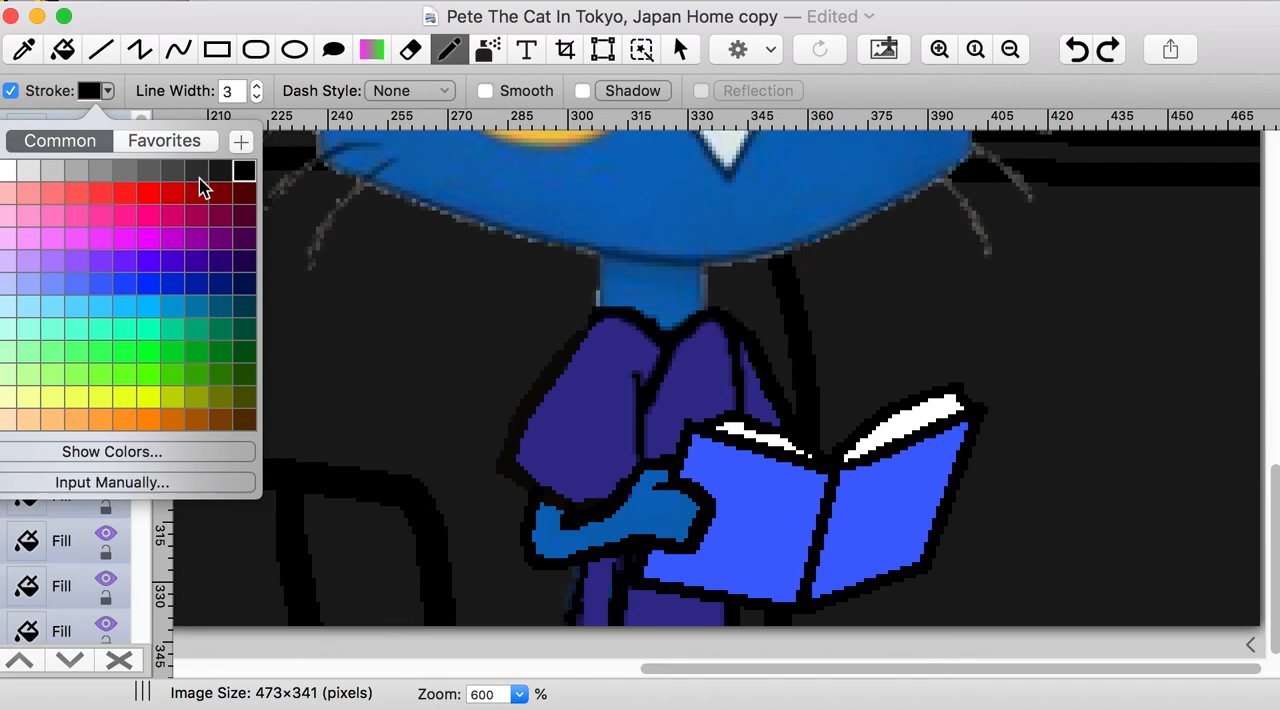 Pete The Cat In Tokyo, Japan Home copy — Edited
T 1
Stroke: Line Width: 3 Dash Style: None Smooth Shadow Reflection
210 225 240 255 270 285 300 315 330 345 360 375 390 405 420 435 450 465
Common Favorites +
Show Colors...
Input Manually...
315
Fill
Fill
330
Fill
345
Image Size: 473×341 (pixels) Zoom: 600 %